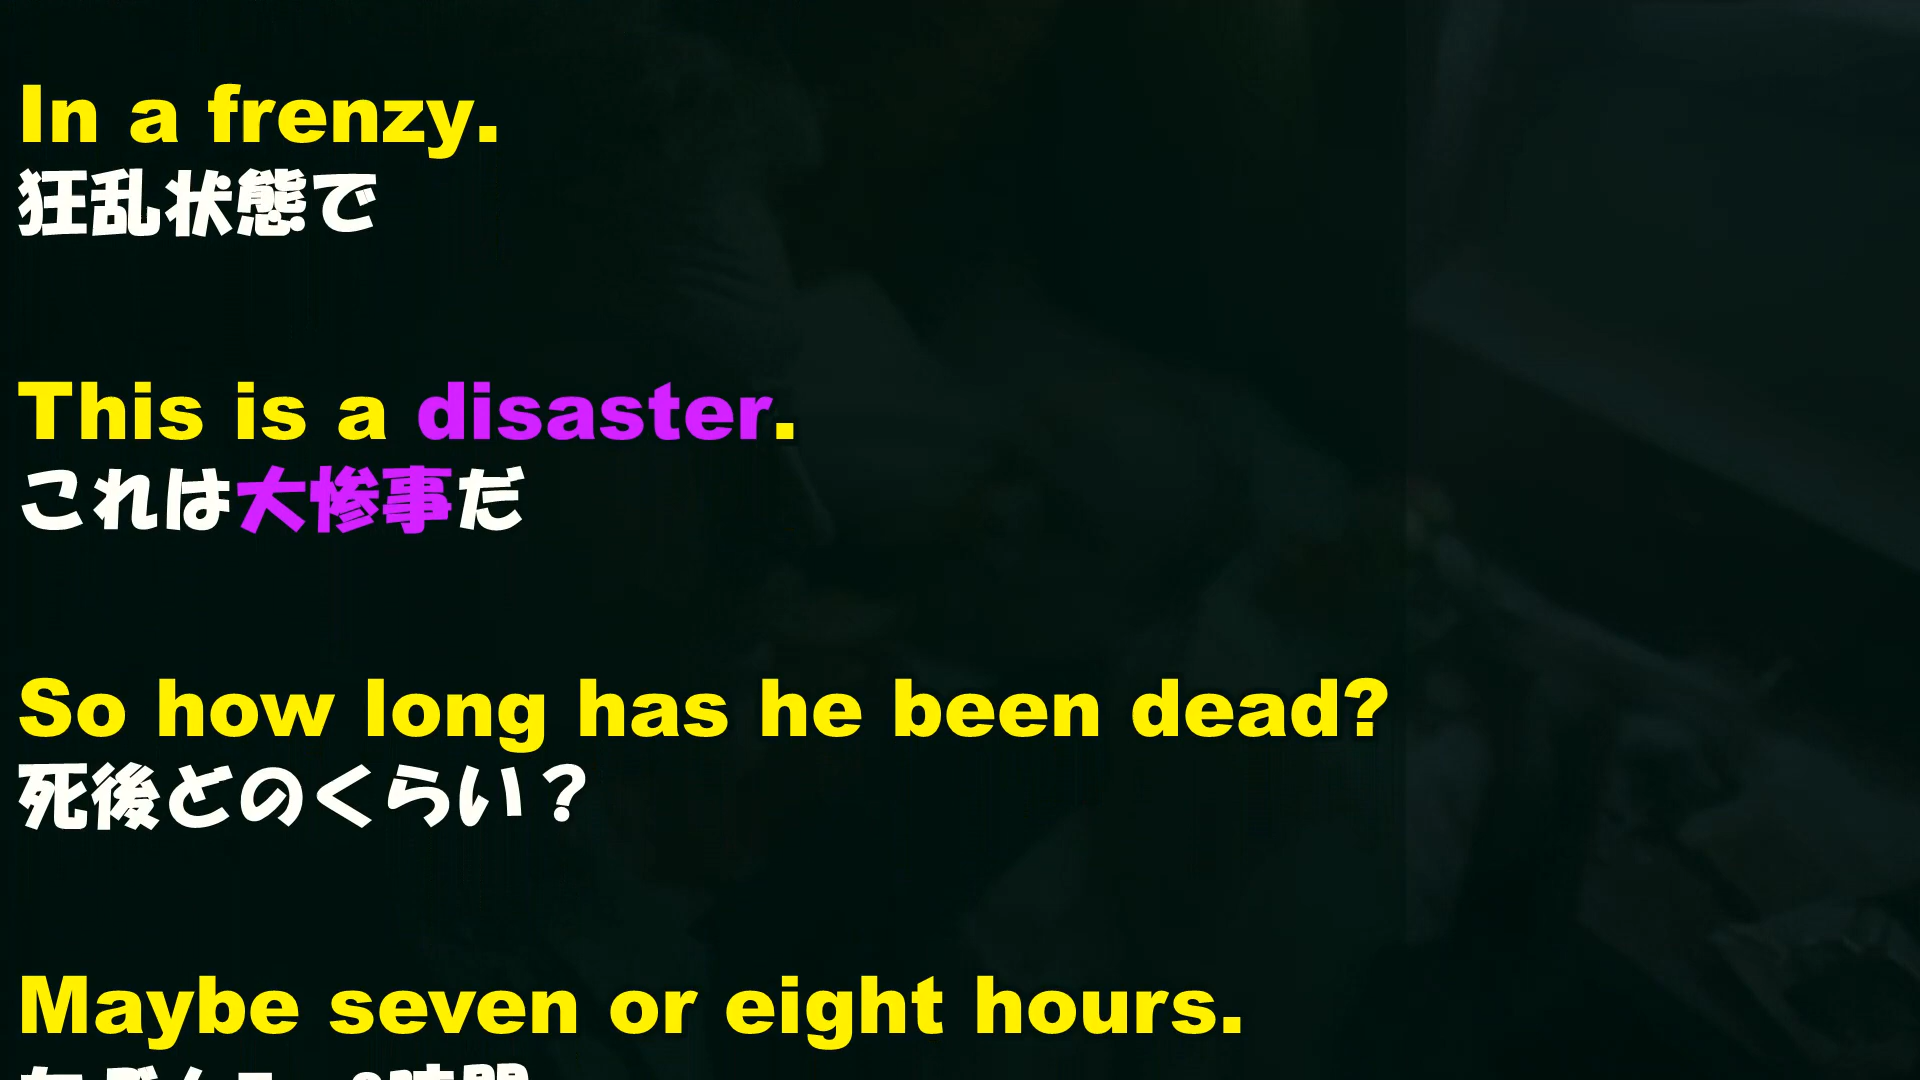 In a frenzy.
狂乱状態で
This is a disaster.
これは大惨事だ
So how long has he been dead?
死後どのくらい？
Maybe seven or eight hours.